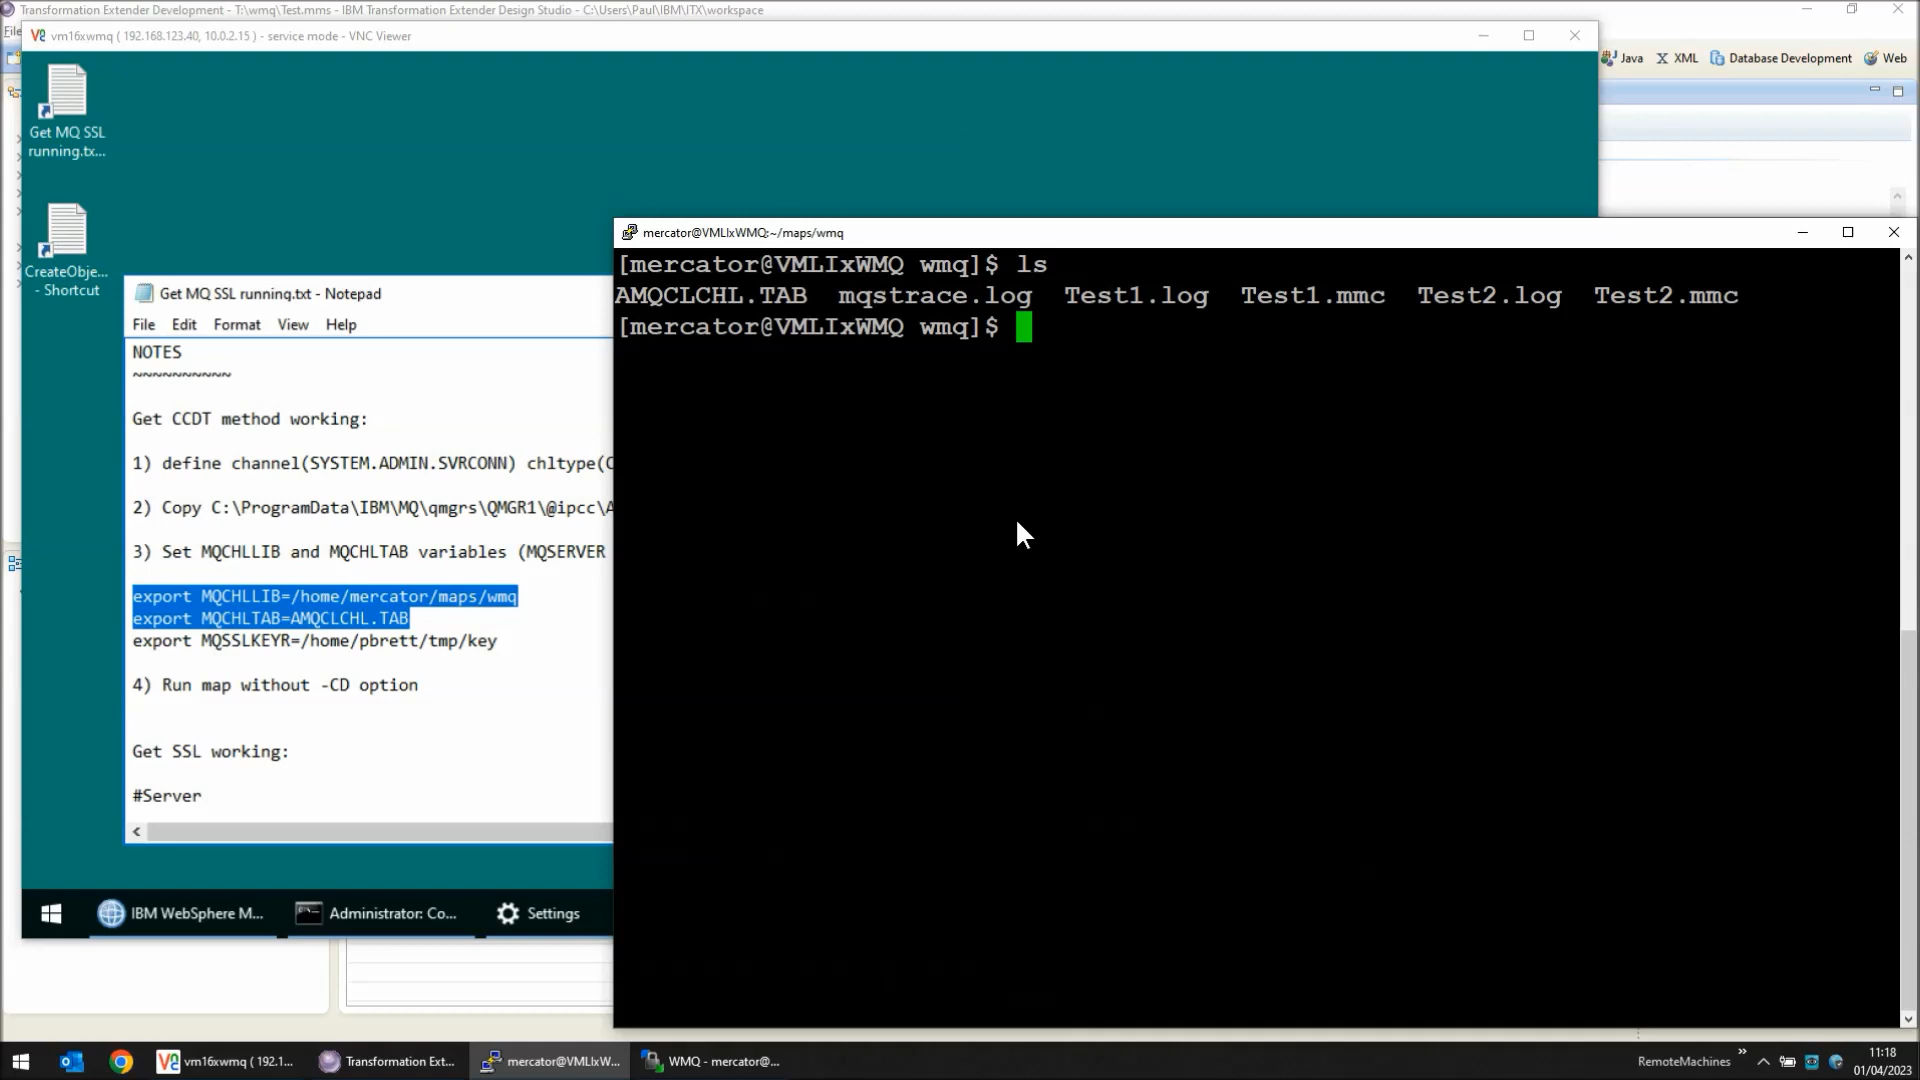 Transformation Extender Development - T:\wmq\Test.mms - IBM Transformation Extender Design Studio - C:\Users\Paul\IBM\ITX\workspace
vm16xwmq ( 192.168.123.40, 10.0.2.15 ) - service mode - VNC Viewer
Java
XML
Database Development
Web
Get MQ SSL
running.tx...
CreateObje...
- Shortcut
Get MQ SSL running.txt - Notepad
File Edit Format View Help
NOTES
~~~~~~~~~~
Get CCDT method working:
1) define channel(SYSTEM.ADMIN.SVRCONN) chltype(C
2) Copy C:\ProgramData\IBM\MQ\qmgrs\QMGR1\@ipcc\A
3) Set MQCHLLIB and MQCHLTAB variables (MQSERVER
export MQCHLLIB=/home/mercator/maps/wmq
export MQCHLTAB=AMQCLCHL.TAB
export MQSSLKEYR=/home/pbrett/tmp/key
4) Run map without -CD option
Get SSL working:
#Server
mercator@VMLIxWMQ:~/maps/wmq
[mercator@VMLIxWMQ wmq]$ ls
AMQCLCHL.TAB mqstrace.log Test1.log Test1.mmc Test2.log Test2.mmc
[mercator@VMLIxWMQ wmq]$
IBM WebSphere M...
Administrator: Co...
Settings
vm16xwmq ( 192.1...
Transformation Ext...
mercator@VMLIxW...
WMQ - mercator@...
RemoteMachines
11:18
01/04/2023